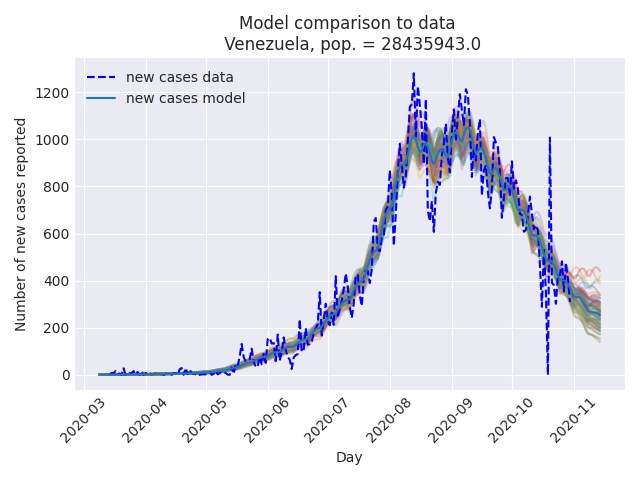 Model comparison to data
Venezuela, pop. = 28435943.0
new cases data
new cases model
Number of new cases reported
1200
1000
800
600
400
200
0
2020-03
2020-04
2020-05
2020-06
2020-07
2020-08
2020-09
2020-10
2020-11
Day